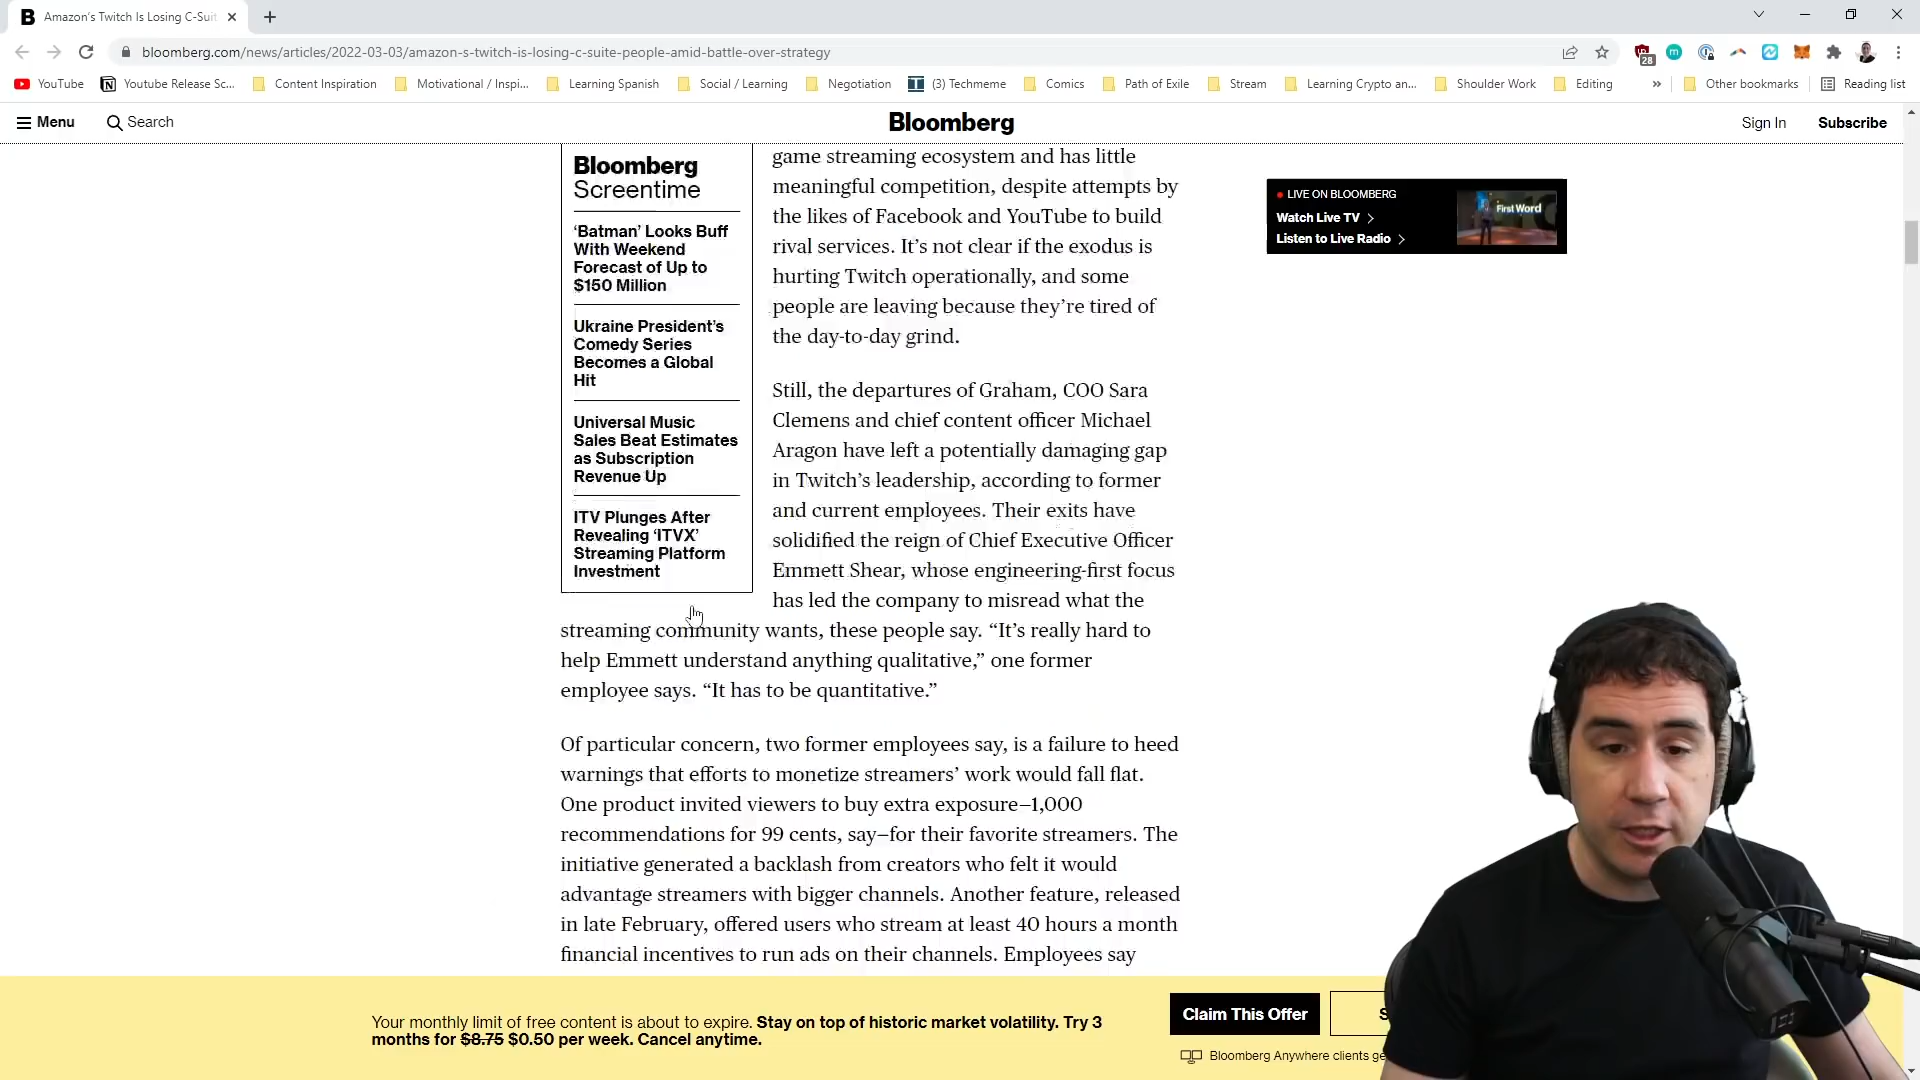 B Amazon's Twitch Is Losing C-Suit
bloomberg.com/news/articles/2022-03-03/amazon-s-twitch-is-losing-c-suite-people-amid-battle-over-strategy
28
YouTube
Youtube Release Sc...
Content Inspiration
Motivational / Inspi...
Learning Spanish
Social / Learning
Negotiation
(3) Techmeme
Comics
Path of Exile
Stream
Learning Crypto an...
Shoulder Work
Editing
»
Other bookmarks
Reading list
Menu
Search
Bloomberg
Sign In
Subscribe
Bloomberg
Screentime
‘Batman’ Looks Buff
With Weekend
Forecast of Up to
$150 Million
Ukraine President’s
Comedy Series
Becomes a Global
Hit
Universal Music
Sales Beat Estimates
as Subscription
Revenue Up
ITV Plunges After
Revealing ‘ITVX’
Streaming Platform
Investment
game streaming ecosystem and has little
meaningful competition, despite attempts by
the likes of Facebook and YouTube to build
rival services. It’s not clear if the exodus is
hurting Twitch operationally, and some
people are leaving because they’re tired of
the day-to-day grind.
Still, the departures of Graham, COO Sara
Clemens and chief content officer Michael
Aragon have left a potentially damaging gap
in Twitch’s leadership, according to former
and current employees. Their exits have
solidified the reign of Chief Executive Officer
Emmett Shear, whose engineering-first focus
has led the company to misread what the
streaming community wants, these people say. “It’s really hard to
help Emmett understand anything qualitative,” one former
employee says. “It has to be quantitative.”
Of particular concern, two former employees say, is a failure to heed
warnings that efforts to monetize streamers’ work would fall flat.
One product invited viewers to buy extra exposure—1,000
recommendations for 99 cents, say—for their favorite streamers. The
initiative generated a backlash from creators who felt it would
advantage streamers with bigger channels. Another feature, released
in late February, offered users who stream at least 40 hours a month
financial incentives to run ads on their channels. Employees say
LIVE ON BLOOMBERG
Watch Live TV
Listen to Live Radio
First Word
Your monthly limit of free content is about to expire. Stay on top of historic market volatility. Try 3
months for $8.75 $0.50 per week. Cancel anytime.
Claim This Offer
S
Bloomberg Anywhere clients ge